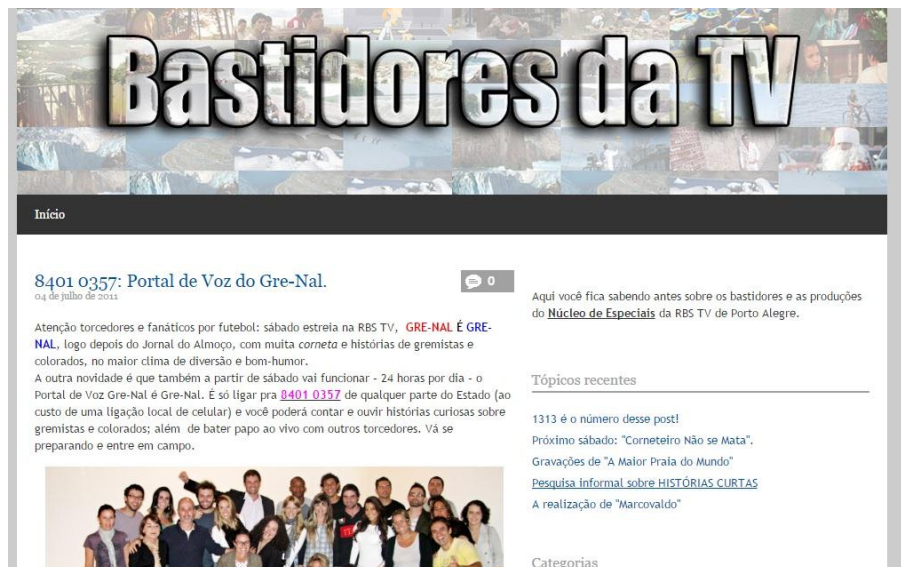 Bastidores da TV
Início
8401 0357: Portal de Voz do Gre-Nal.
0
04 de julho de 2011
Atenção torcedores e fanáticos por futebol: sábado estreia na RBS TV, GRE-NAL É GRE-
NAL, logo depois do Jornal do Almoço, com muita corneta e histórias de gremistas e
colorados, no maior clima de diversão e bom-humor.
A outra novidade é que também a partir de sábado vai funcionar - 24 horas por dia - o
Portal de Voz Gre-Nal é Gre-Nal. É só ligar pra 8401 0357 de qualquer parte do Estado (ao
custo de uma ligação local de celular) e você poderá contar e ouvir histórias curiosas sobre
gremistas e colorados; além de bater papo ao vivo com outros torcedores. Vá se
preparando e entre em campo.
Aqui você fica sabendo antes sobre os bastidores e as produções
do Núcleo de Especiais da RBS TV de Porto Alegre.
Tópicos recentes
1313 é o número desse post!
Próximo sábado: "Corneteiro Não se Mata".
Gravações de "A Maior Praia do Mundo"
Pesquisa informal sobre HISTÓRIAS CURTAS
A realização de "Marcovaldo"
Categorias